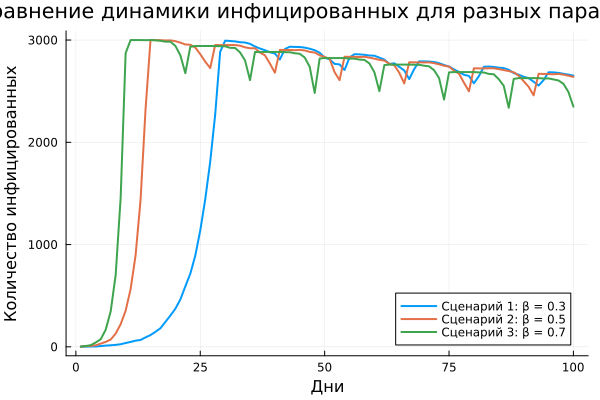 равнение динамики инфицированных для разных пара
Количество инфицированных
3000
2000
1000
0
0 25 50 75 100
Дни
Сценарий 1: β = 0.3
Сценарий 2: β = 0.5
Сценарий 3: β = 0.7